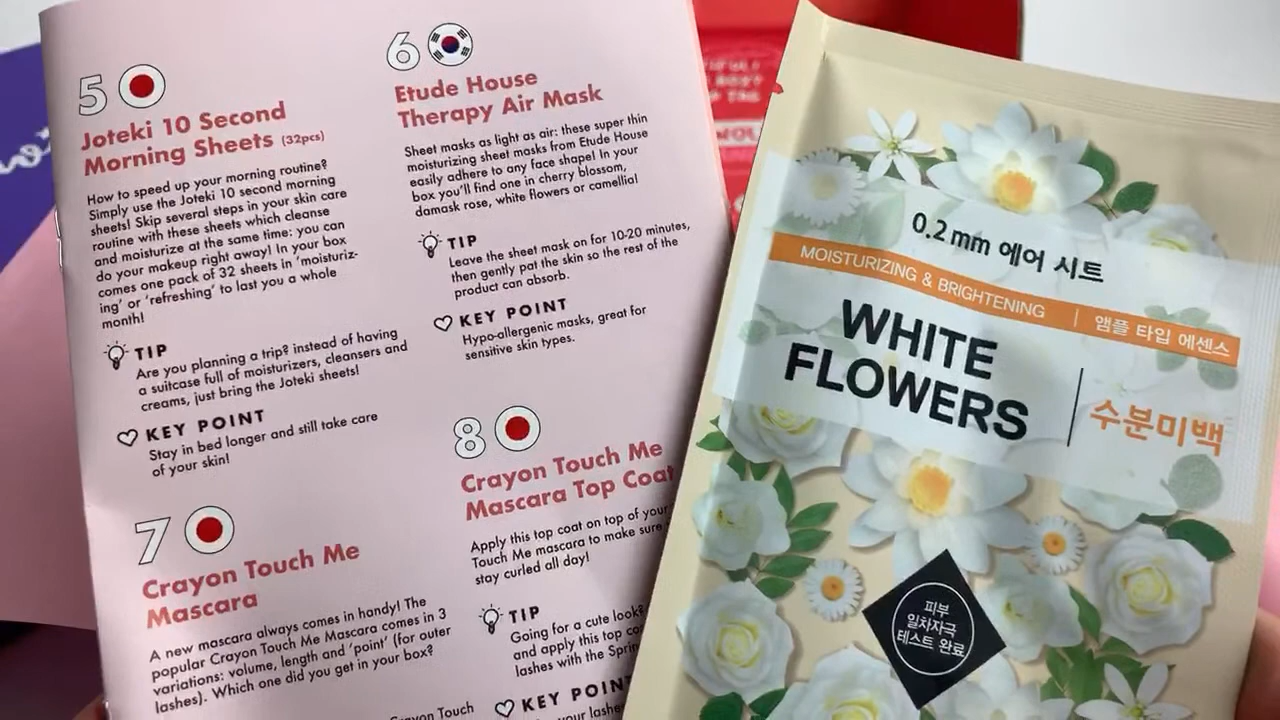 5
Joteki 10 Second
Morning Sheets (32pcs)
How to speed up your morning routine?
Simply use the Joteki 10 second morning
sheets! Skip several steps in your skin care
routine with these sheets which cleanse
and moisturize at the same time: you can
do your makeup right away! In your box
comes one pack of 32 sheets in 'moisturiz-
ing' or 'refreshing' to last you a whole
month!
TIP
Are you planning a trip? instead of having
a suitcase full of moisturizers, cleansers and
creams, just bring the Joteki sheets!
KEY POINT
Stay in bed longer and still take care
of your skin!
7
Crayon Touch Me
Mascara
A new mascara always comes in handy! The
popular Crayon Touch Me Mascara comes in 3
variations: volume, length and 'point' (for outer
lashes). Which one did you get in your box?
Crayon Touch
6
Etude House
Therapy Air Mask
Sheet masks as light as air: these super thin
moisturizing sheet masks from Etude House
easily adhere to any face shape! In your
box you'll find one in cherry blossom,
damask rose, white flowers or camellia!
TIP
Leave the sheet mask on for 10-20 minutes,
then gently pat the skin so the rest of the
product can absorb.
KEY POINT
Hypo-allergenic masks, great for
sensitive skin types.
8
Crayon Touch Me
Mascara Top Coat
Apply this top coat on top of your
Touch Me mascara to make sure
stay curled all day!
TIP
Going for a cute look?
and apply this top
lashes with the
KEY POINT
your lashes
0.2mm 에어 시트
MOISTURIZING & BRIGHTENING | 앰플 타입 에센스
WHITE
FLOWERS
수분미백
피부
일차자극
테스트 완료